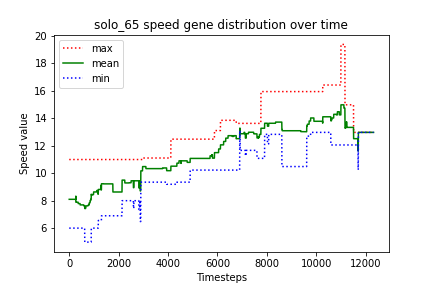 solo_65 speed gene distribution over time
max
mean
min
Speed value
20
18
16
14
12
10
8
6
0 2000 4000 6000 8000 10000 12000
Timesteps